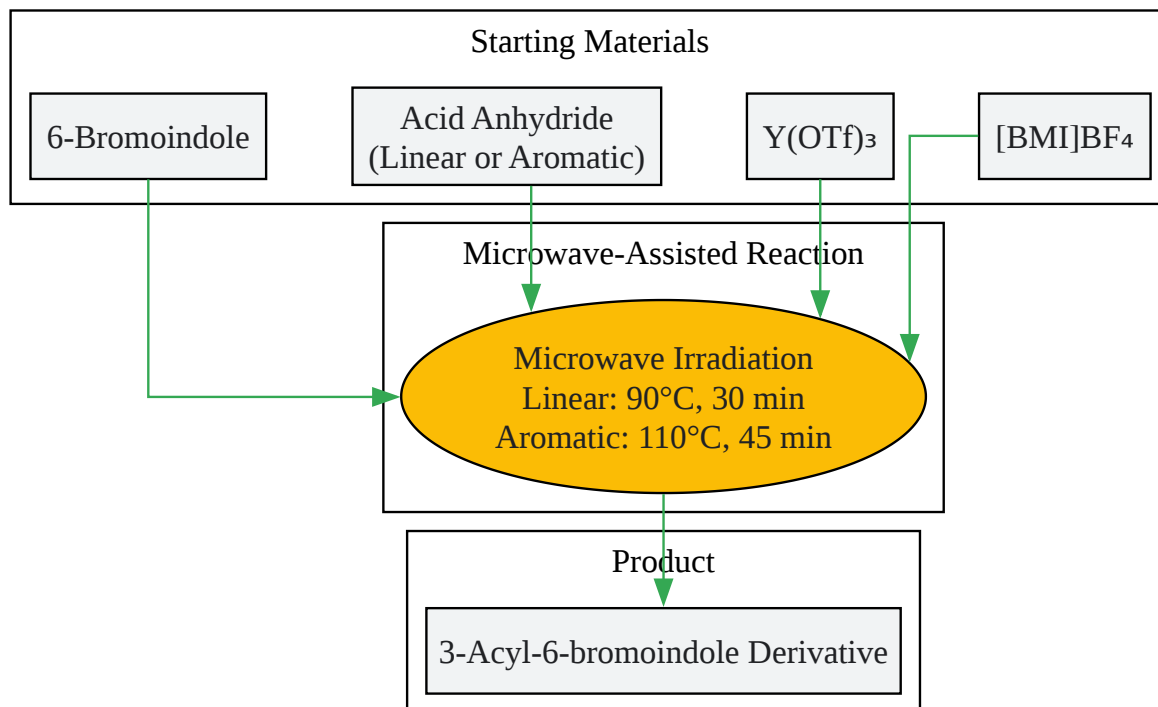 Starting Materials
6-Bromoindole
Acid Anhydride
(Linear or Aromatic)
Y(OTf)₃
[BMI]BF₄
Microwave-Assisted Reaction
Microwave Irradiation
Linear: 90°C, 30 min
Aromatic: 110°C, 45 min
Product
3-Acyl-6-bromoindole Derivative